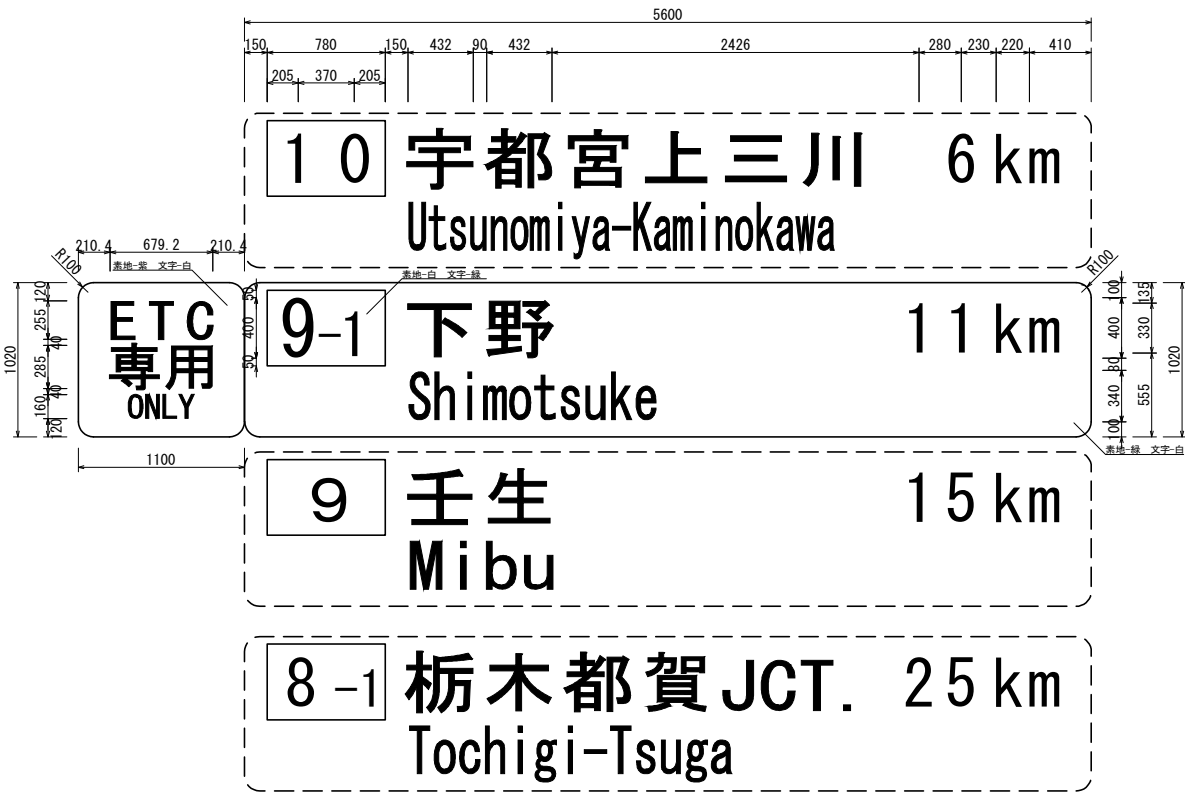 5600
150 780 150 432 90 432 2426 280 230 220 410
205 370 205
10 宇都宮上三川 6km
Utsunomiya-Kaminokawa
210.4 679.2 210.4
R100
素地-紫 文字-白
素地-白 文字-緑
R100
1020
120
255
40
285
40
160
120
ETC
専用
ONLY
1100
50
400
50
9-1 下野 11km
Shimotsuke
100
400
80
340
100
135
330
555
1020
素地-緑 文字-白
9 壬生 15km
Mibu
8-1 栃木都賀JCT. 25km
Tochigi-Tsuga